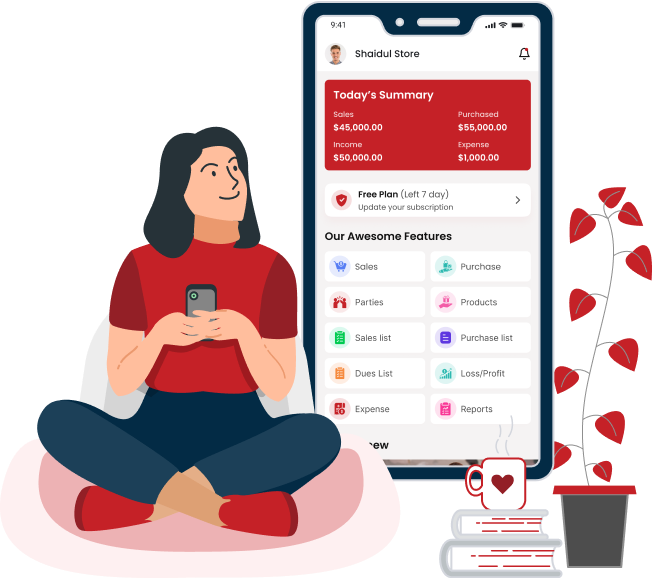 9:41
Shaidul Store
Today's Summary
Sales Purchased
$45,000.00 $55,000.00
Income Expense
$50,000.00 $1,000.00
Free Plan (Left 7 day)
Update your subscription
Our Awesome Features
Sales Purchase
Parties Products
Sales list Purchase list
Dues List Loss/Profit
Expense Reports